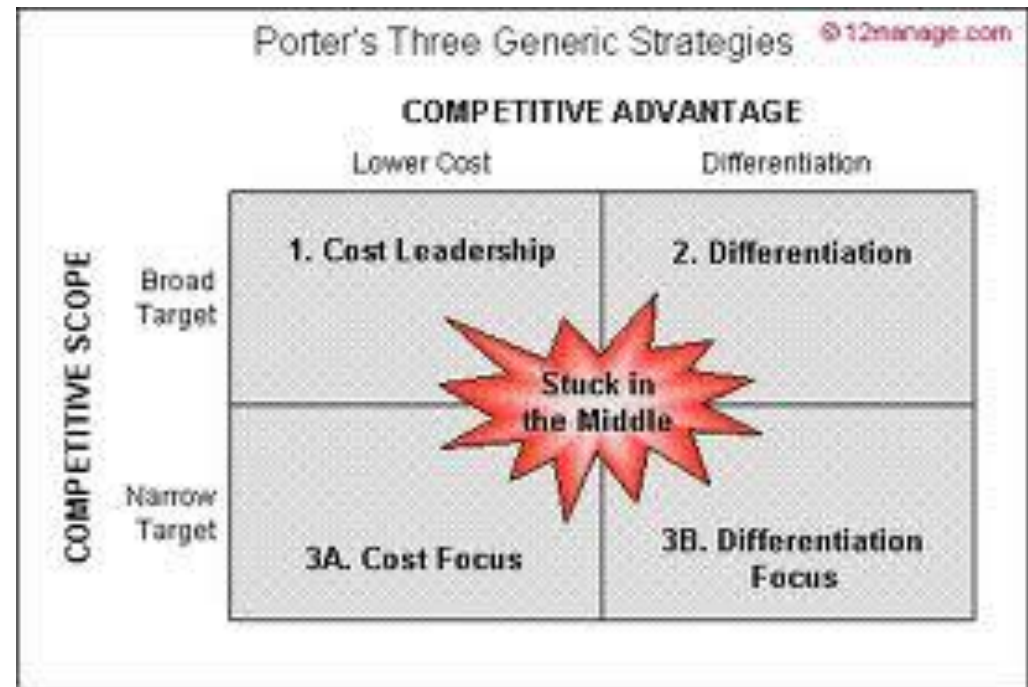 Porter's Three Generic Strategies
© 12manage.com
COMPETITIVE ADVANTAGE
Lower Cost
Differentiation
COMPETITIVE SCOPE
Broad
Target
1. Cost Leadership
2. Differentiation
Stuck in
the Middle
Narrow
Target
3A. Cost Focus
3B. Differentiation
Focus